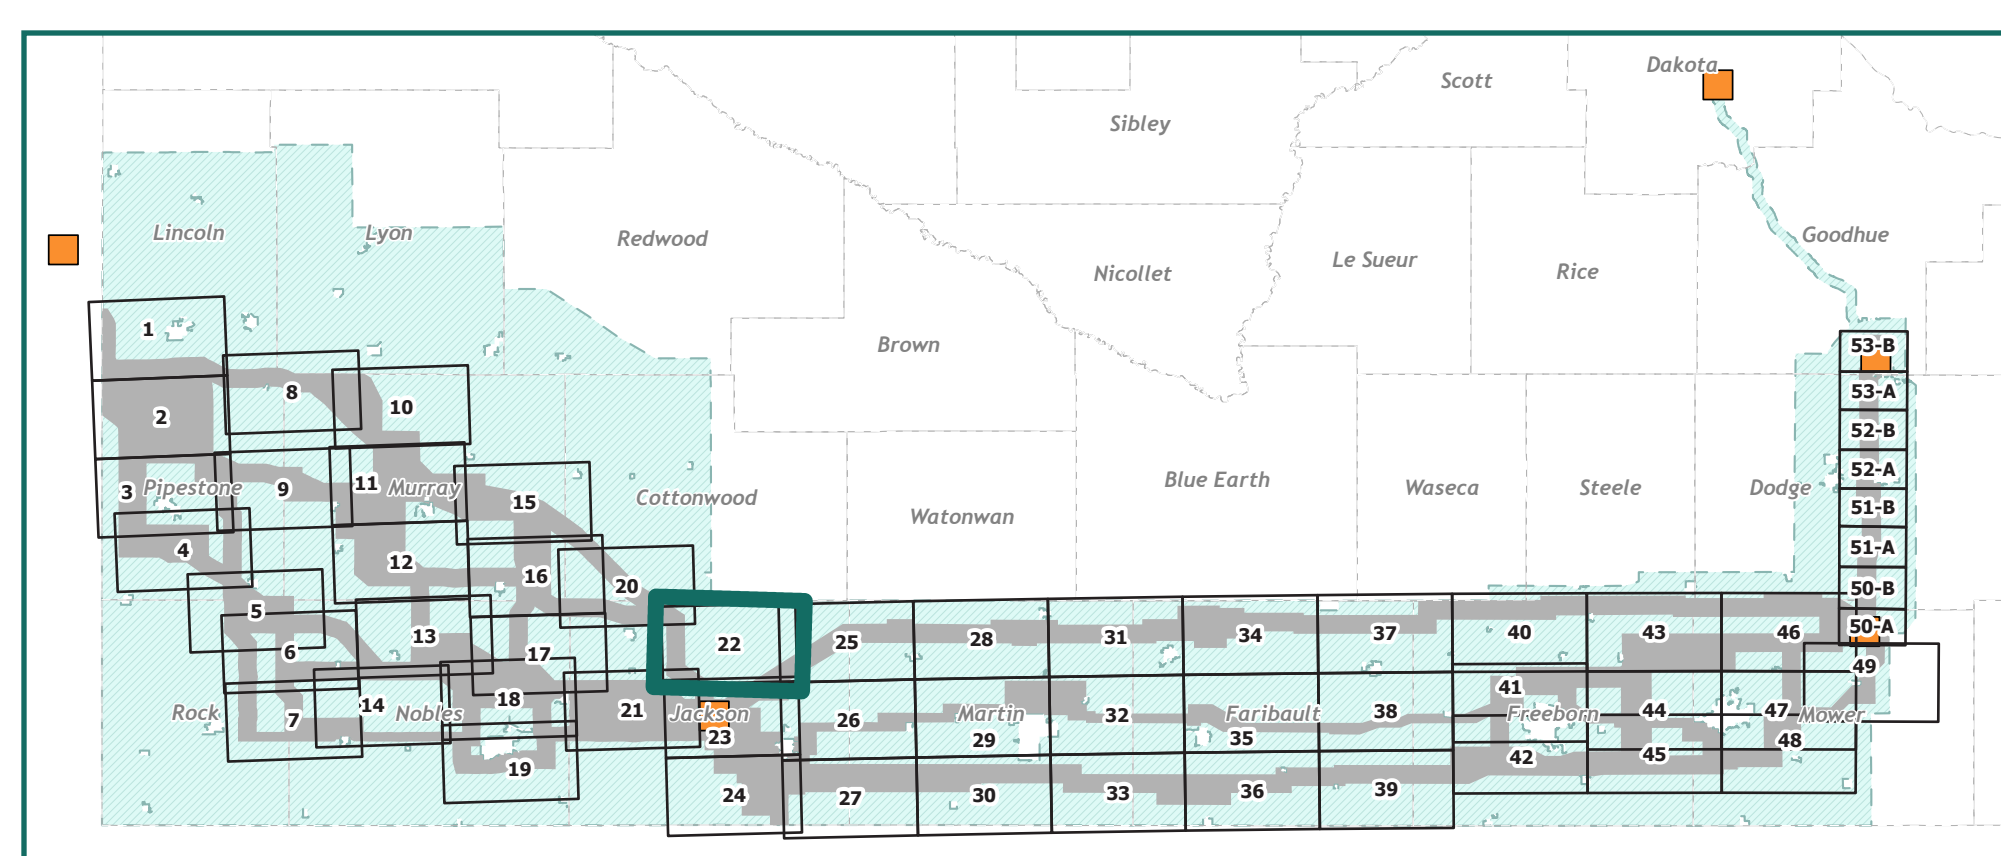 Dakota
Scott
Sibley
Lincoln
Lyon
Redwood
Goodhue
Nicollet
Le Sueur
Rice
1
Brown
53-B
8
53-A
10
2
52-B
52-A
Blue Earth
3
Pipestone
9
11
Murray
15
Cottonwood
Waseca
Steele
Dodge
51-B
Watonwan
4
12
51-A
16
20
50-B
5
6
13
17
22
25
28
31
34
37
40
43
46
50-A
49
Rock
7
14
Nobles
18
21
Jackson
23
26
Martin
29
32
Faribault
35
38
41
Freeborn
44
47
Mower
48
19
24
27
30
33
36
39
42
45